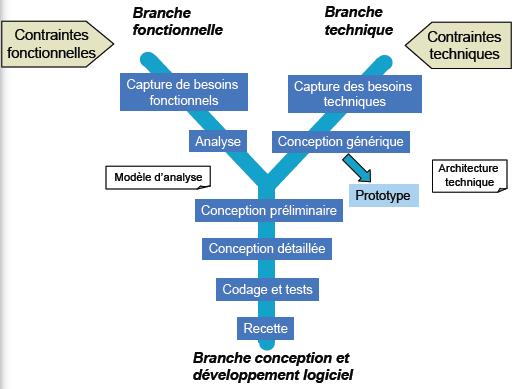 Branche
fonctionnelle
Branche
technique
Contraintes
fonctionnelles
Contraintes
techniques
Capture de besoins
fonctionnels
Capture des besoins
techniques
Analyse
Conception générique
Modèle d'analyse
Architecture
technique
Prototype
Conception préliminaire
Conception détaillée
Codage et tests
Recette
Branche conception et
développement logiciel